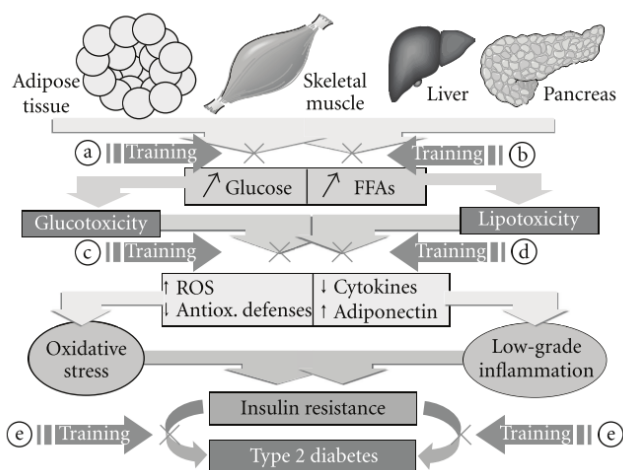 Adipose
tissue
Skeletal
muscle
Liver
Pancreas
a Training
Training b
↗ Glucose ↗ FFAs
Glucotoxicity
Lipotoxicity
c Training
Training d
↑ ROS
↓ Antiox. defenses
↓ Cytokines
↑ Adiponectin
Oxidative
stress
Low-grade
inflammation
Insulin resistance
e Training
Training e
Type 2 diabetes